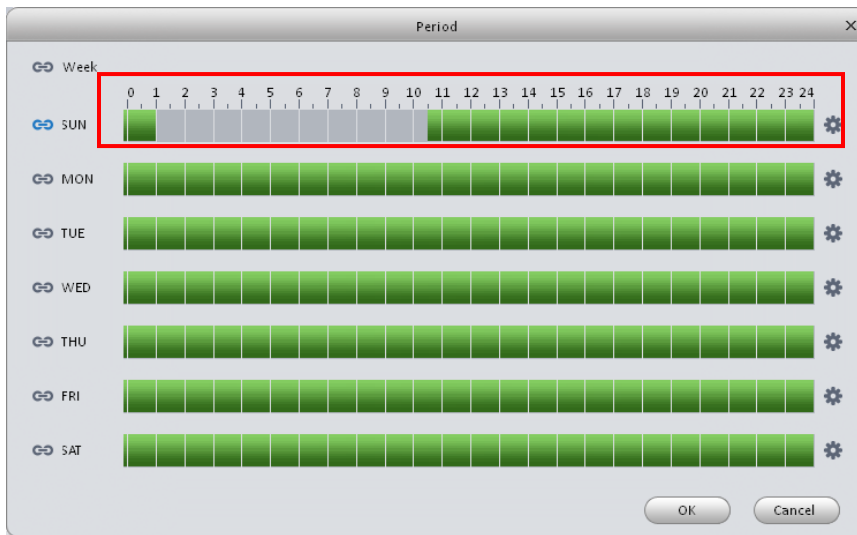 Period
Week
0 1 2 3 4 5 6 7 8 9 10 11 12 13 14 15 16 17 18 19 20 21 22 23 24
SUN
MON
TUE
WED
THU
FRI
SAT
OK Cancel